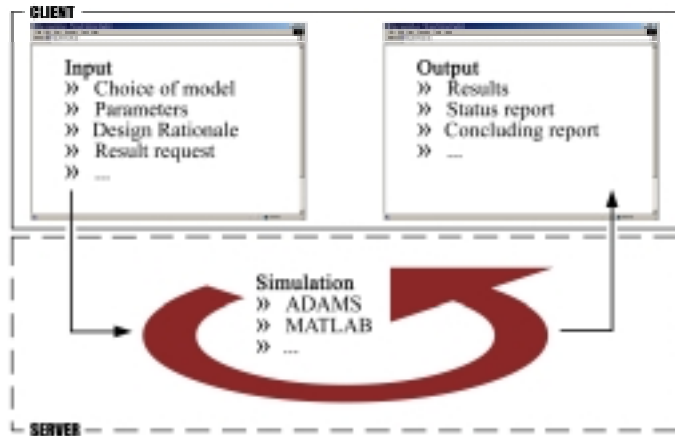 CLIENT
Input
» Choice of model
» Parameters
» Design Rationale
» Result request
» ...
Output
» Results
» Status report
» Concluding report
» ...
Simulation
» ADAMS
» MATLAB
» ...
SERVER